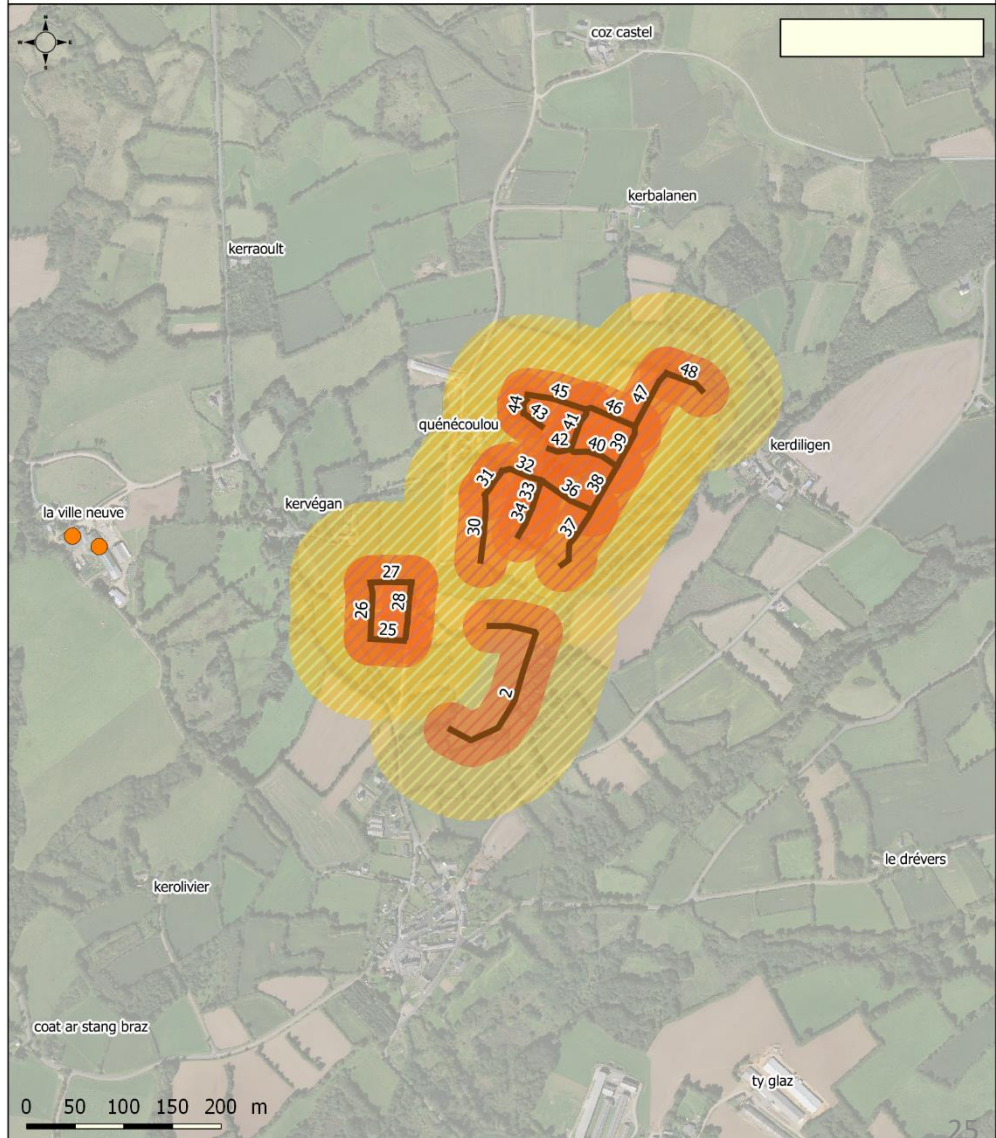 N
W E
S
coz castel
kerbalanen
kerraoult
48
47
45
46
44
43
41
quénécoulou
42
40
39
kerdiligen
32
31
33
36
38
kervégan
34
37
30
la ville neuve
27
26
28
25
2
le drévers
kerolivier
coat ar stang braz
ty glaz
0 50 100 150 200 m
25